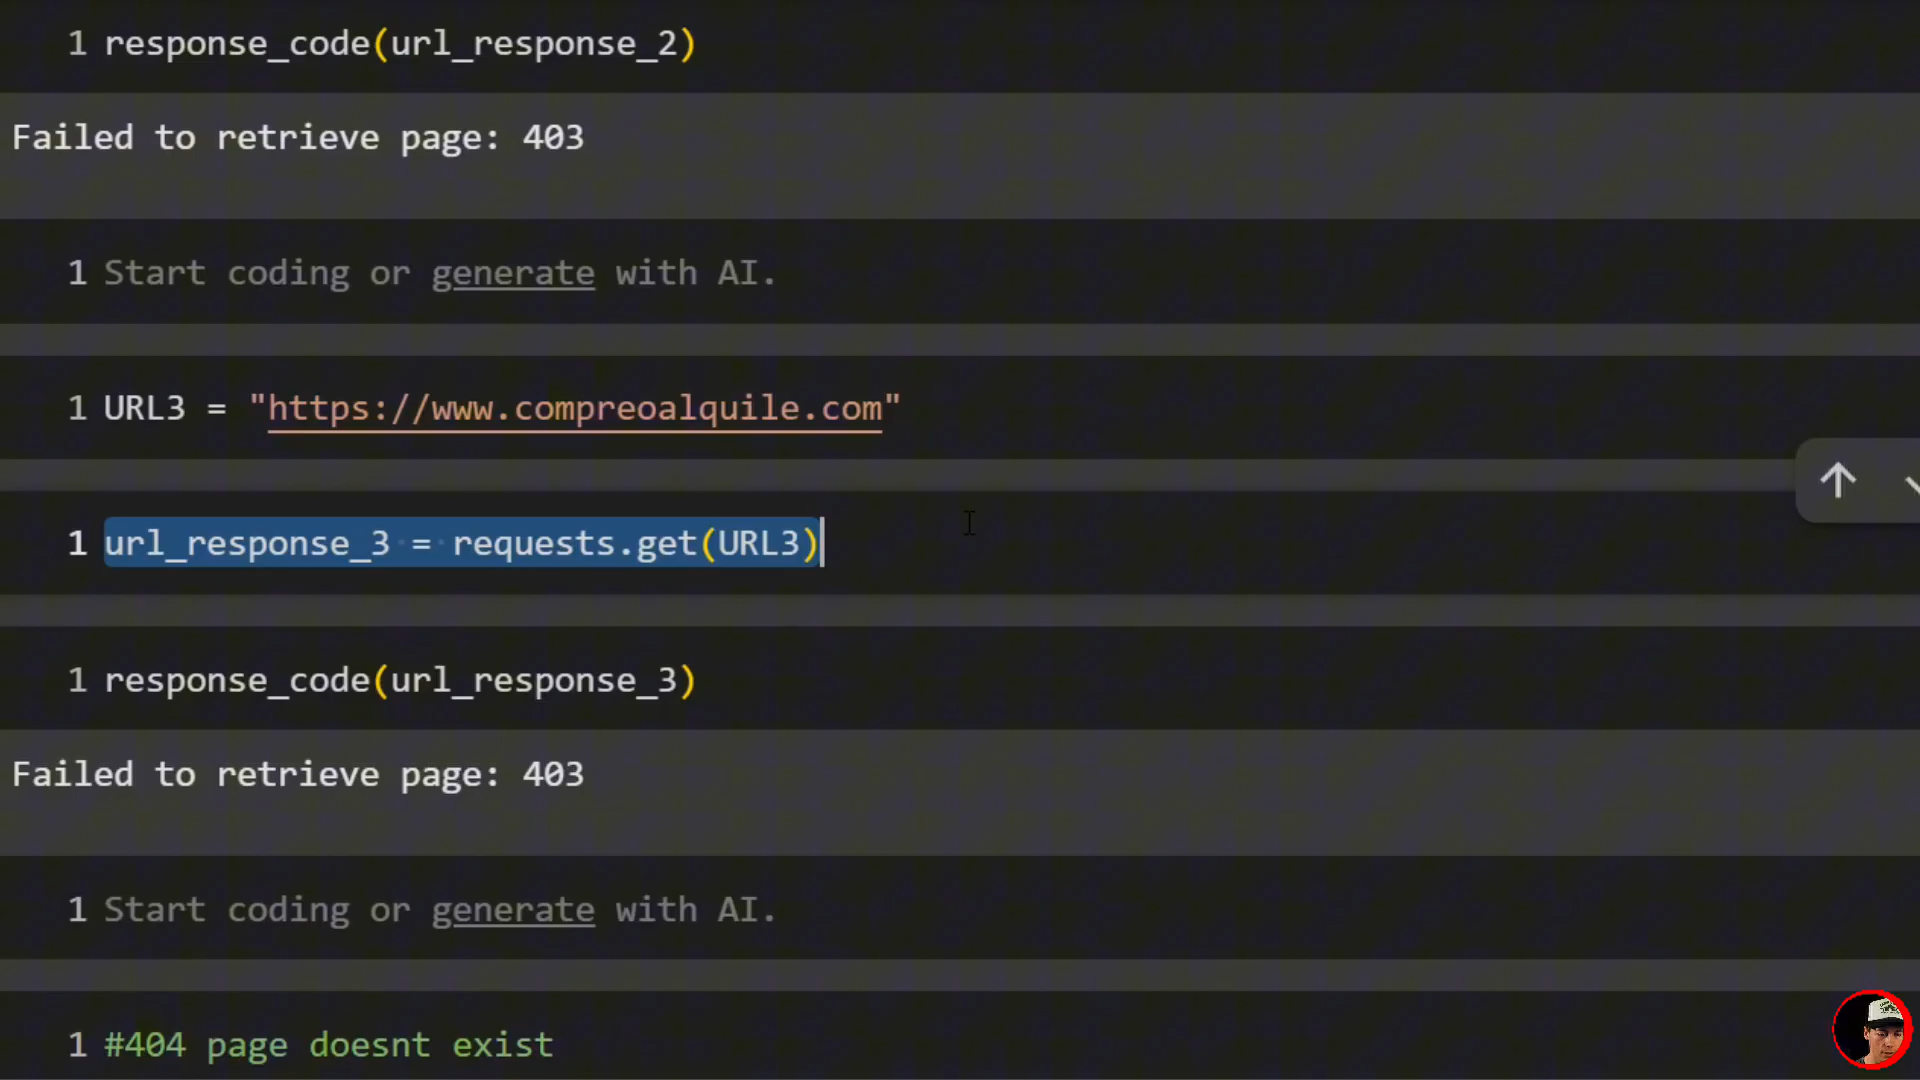 1 response_code(url_response_2)
Failed to retrieve page: 403
1 Start coding or generate with AI.
1 URL3 = "https://www.compreoalquile.com"
1 url_response_3 = requests.get(URL3)
1 response_code(url_response_3)
Failed to retrieve page: 403
1 Start coding or generate with AI.
1 #404 page doesnt exist